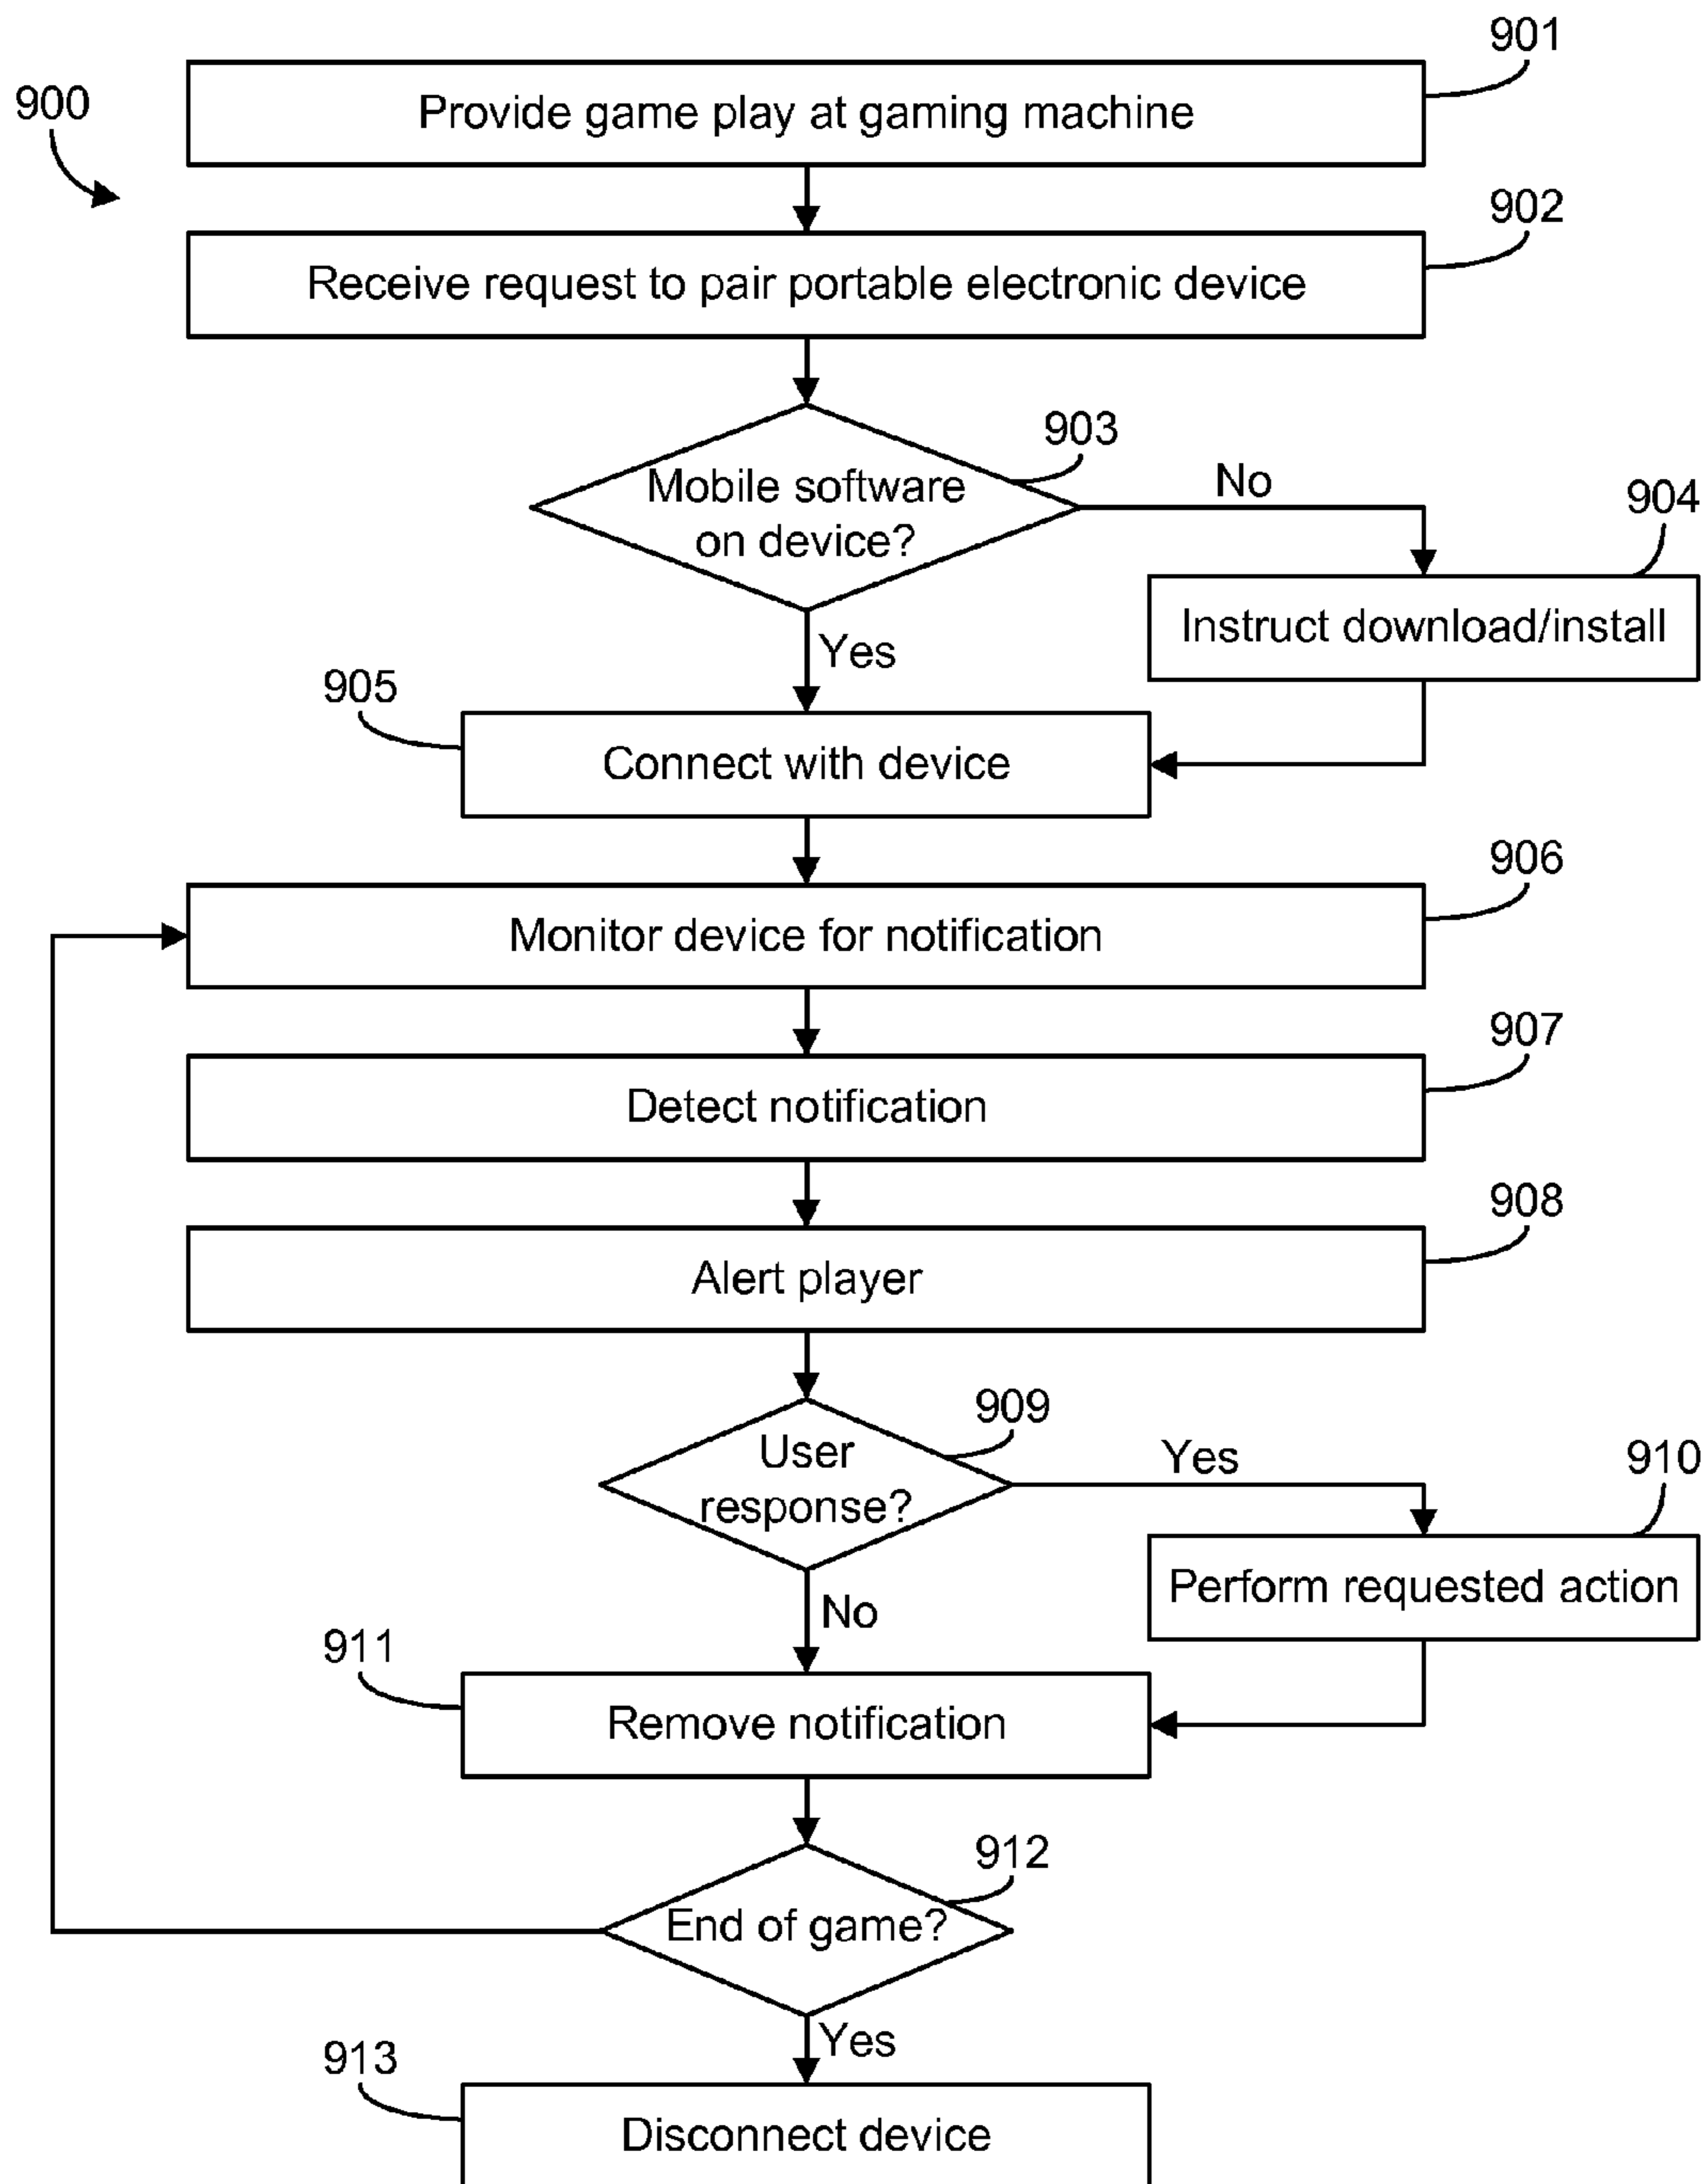 901
900
Provide game play at gaming machine
902
Receive request to pair portable electronic device
903
Mobile software
on device?
No
904
Instruct download/install
Yes
905
Connect with device
906
Monitor device for notification
907
Detect notification
908
Alert player
909
User
response?
Yes
910
Perform requested action
No
911
Remove notification
912
End of game?
Yes
913
Disconnect device